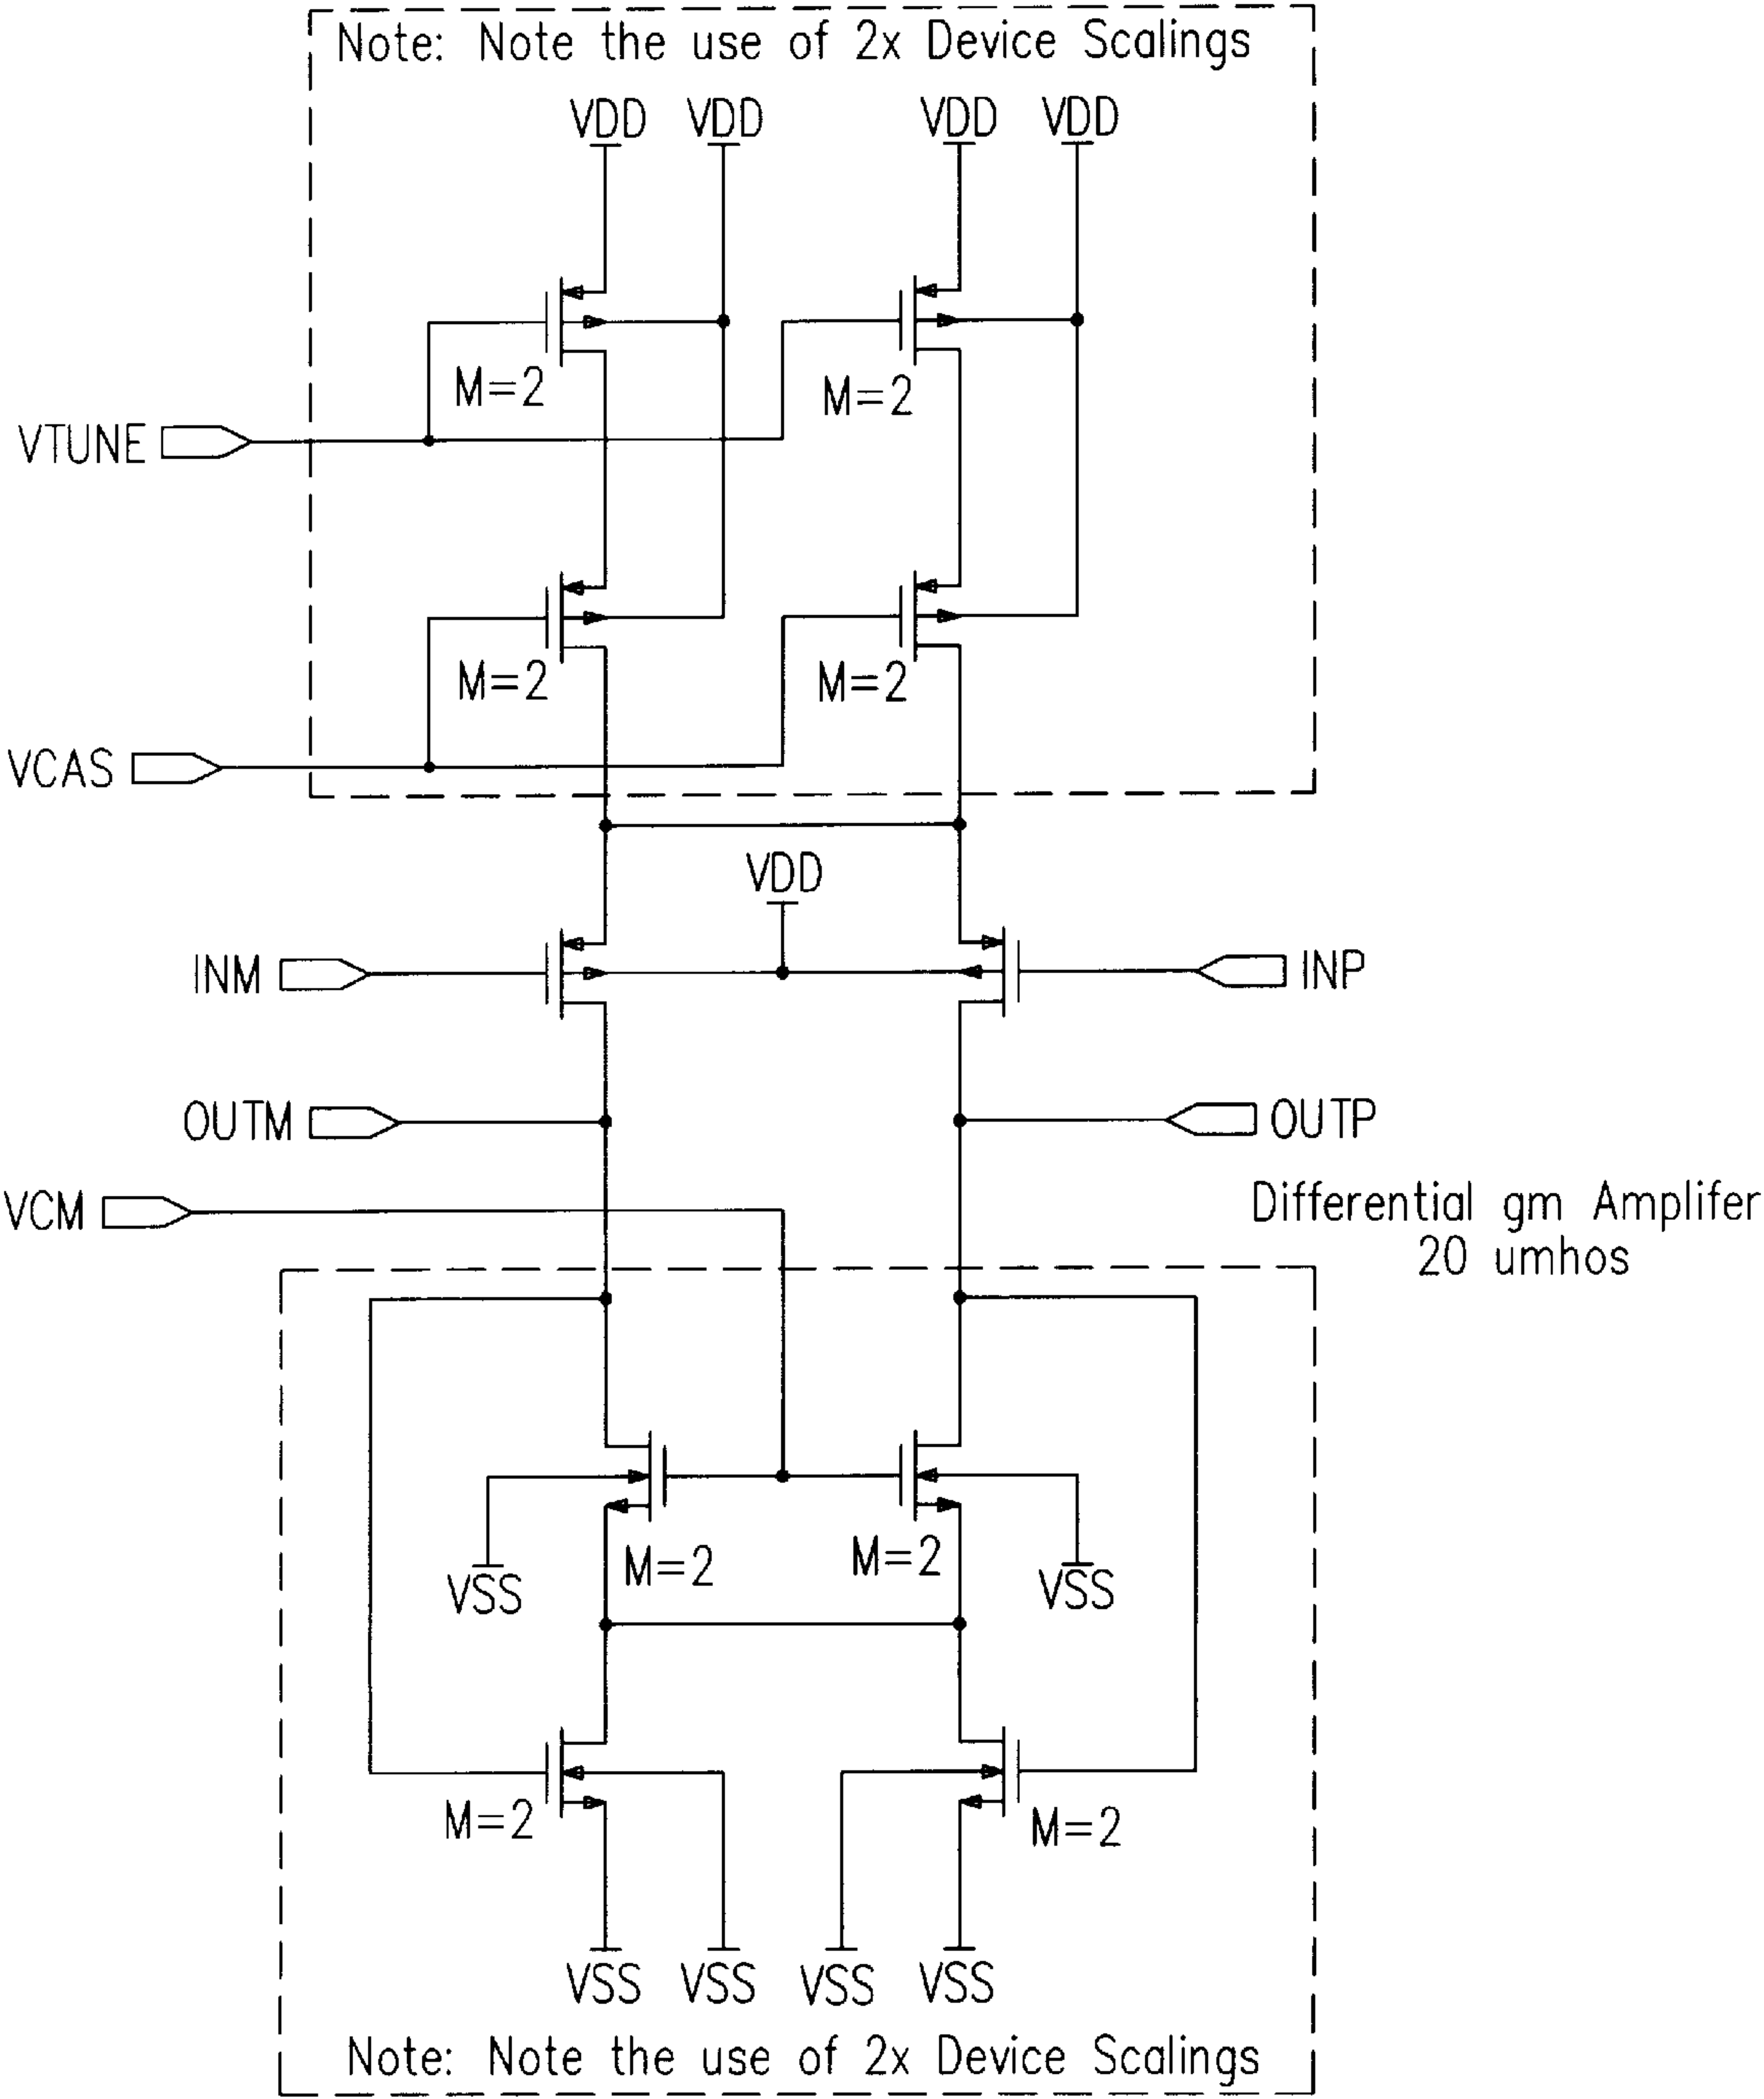 Note: Note the use of 2x Device Scalings
VDD VDD VDD VDD
M=2 M=2
VTUNE
M=2 M=2
VCAS
VDD
INM INP
OUTM OUTP
VCM
Differential gm Amplifer
20 umhos
M=2 M=2
VSS VSS
M=2 M=2
VSS VSS VSS VSS
Note: Note the use of 2x Device Scalings